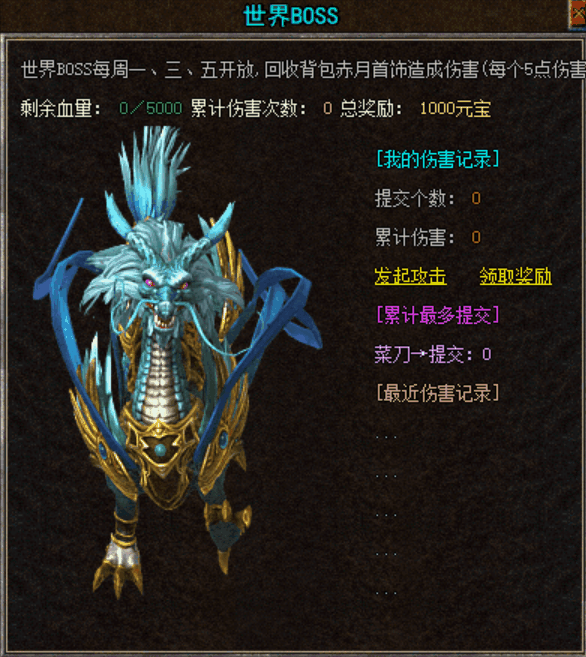 世界BOSS
世界BOSS每周一、三、五开放,回收背包赤月首饰造成伤害(每个5点伤害
剩余血量： 0／5000 累计伤害次数： 0 总奖励： 1000元宝
[我的伤害记录]
提交个数： 0
累计伤害： 0
发起攻击 领取奖励
[累计最多提交]
菜刀→提交：0
[最近伤害记录]
...
...
...
...
...